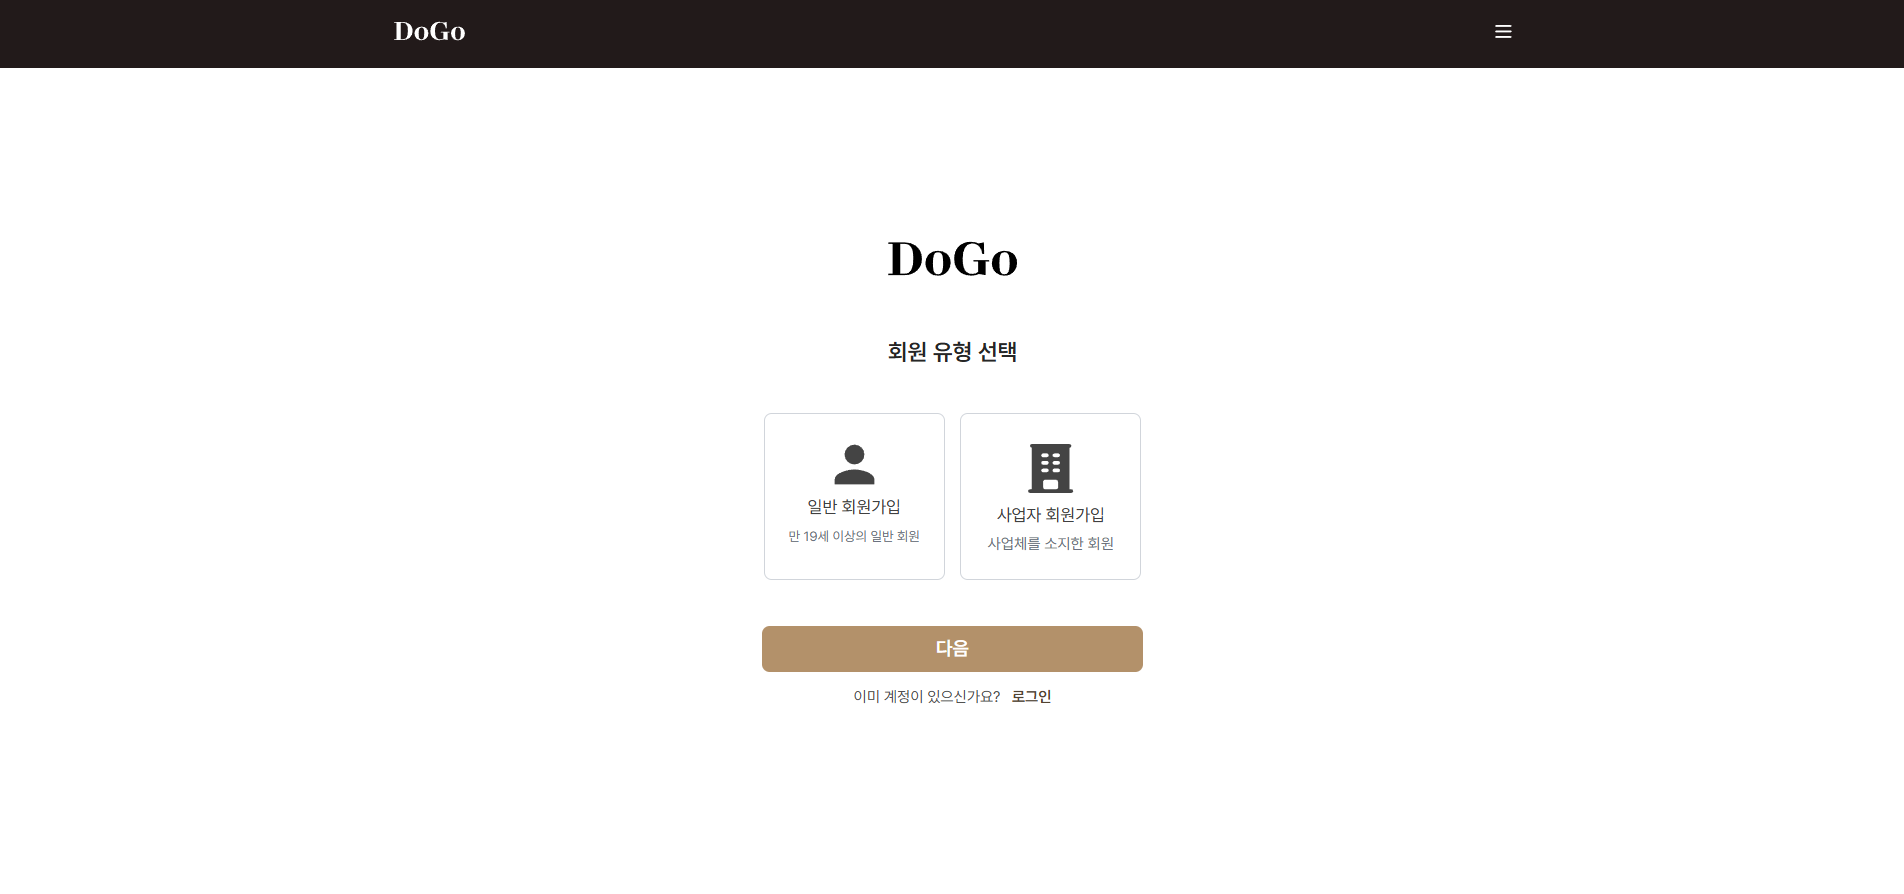 DoGo
DoGo
회원 유형 선택
일반 회원가입
만 19세 이상의 일반 회원
사업자 회원가입
사업체를 소지한 회원
다음
이미 계정이 있으신가요? 로그인